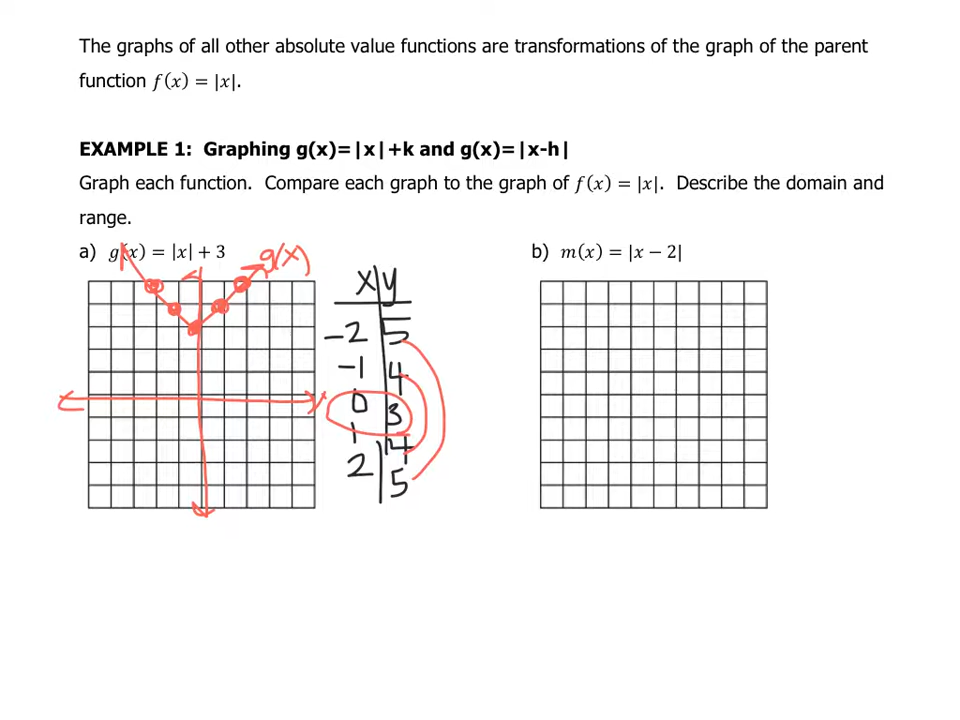 The graphs of all other absolute value functions are transformations of the graph of the parent
function f(x) = |x|.
EXAMPLE 1: Graphing g(x)=|x|+k and g(x)=|x-h|
Graph each function. Compare each graph to the graph of f(x) = |x|. Describe the domain and
range.
a) g(x) = |x| + 3
b) m(x) = |x − 2|
g(x)
x y
-2 5
-1 4
0 3
1 4
2 5